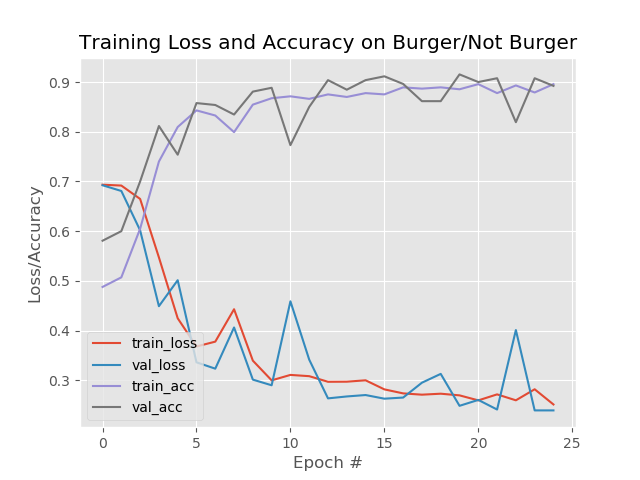 Training Loss and Accuracy on Burger/Not Burger
Loss/Accuracy
0.9
0.8
0.7
0.6
0.5
0.4
0.3
train_loss
val_loss
train_acc
val_acc
0 5 10 15 20 25
Epoch #